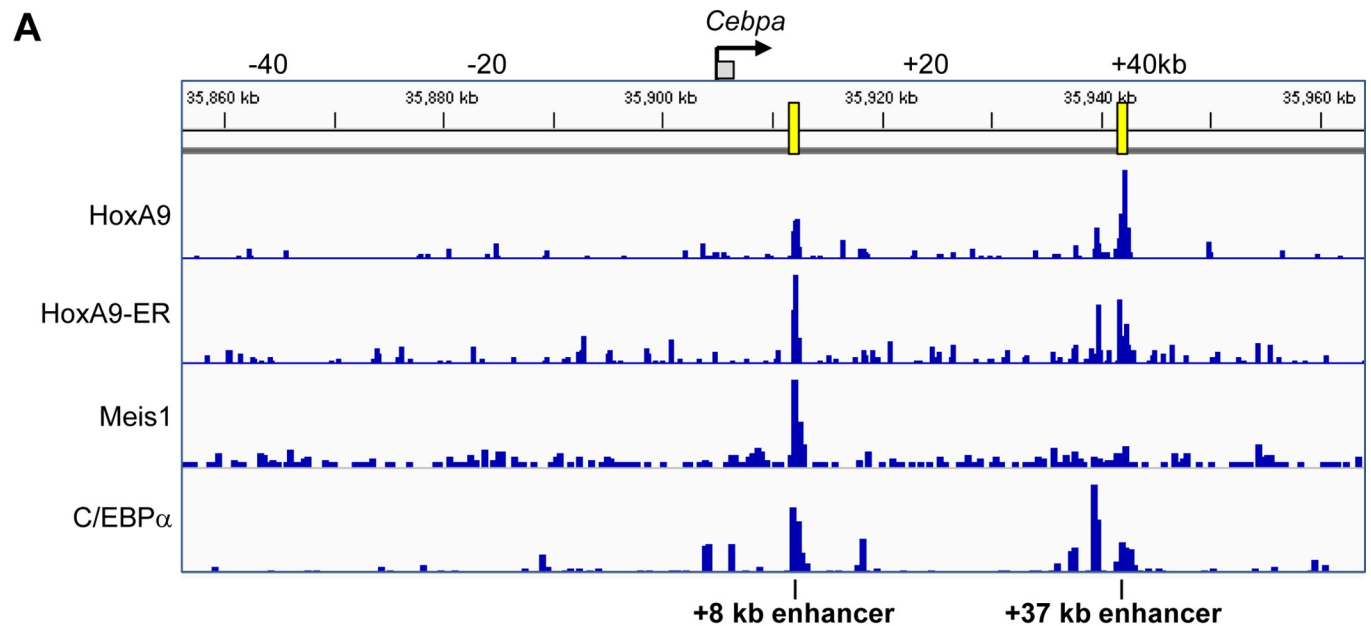 A
Cebpa
-40 -20 +20 +40kb
35,860 kb 35,880 kb 35,900 kb 35,920 kb 35,940 kb 35,960 kb
HoxA9
HoxA9-ER
Meis1
C/EBPα
+8 kb enhancer +37 kb enhancer